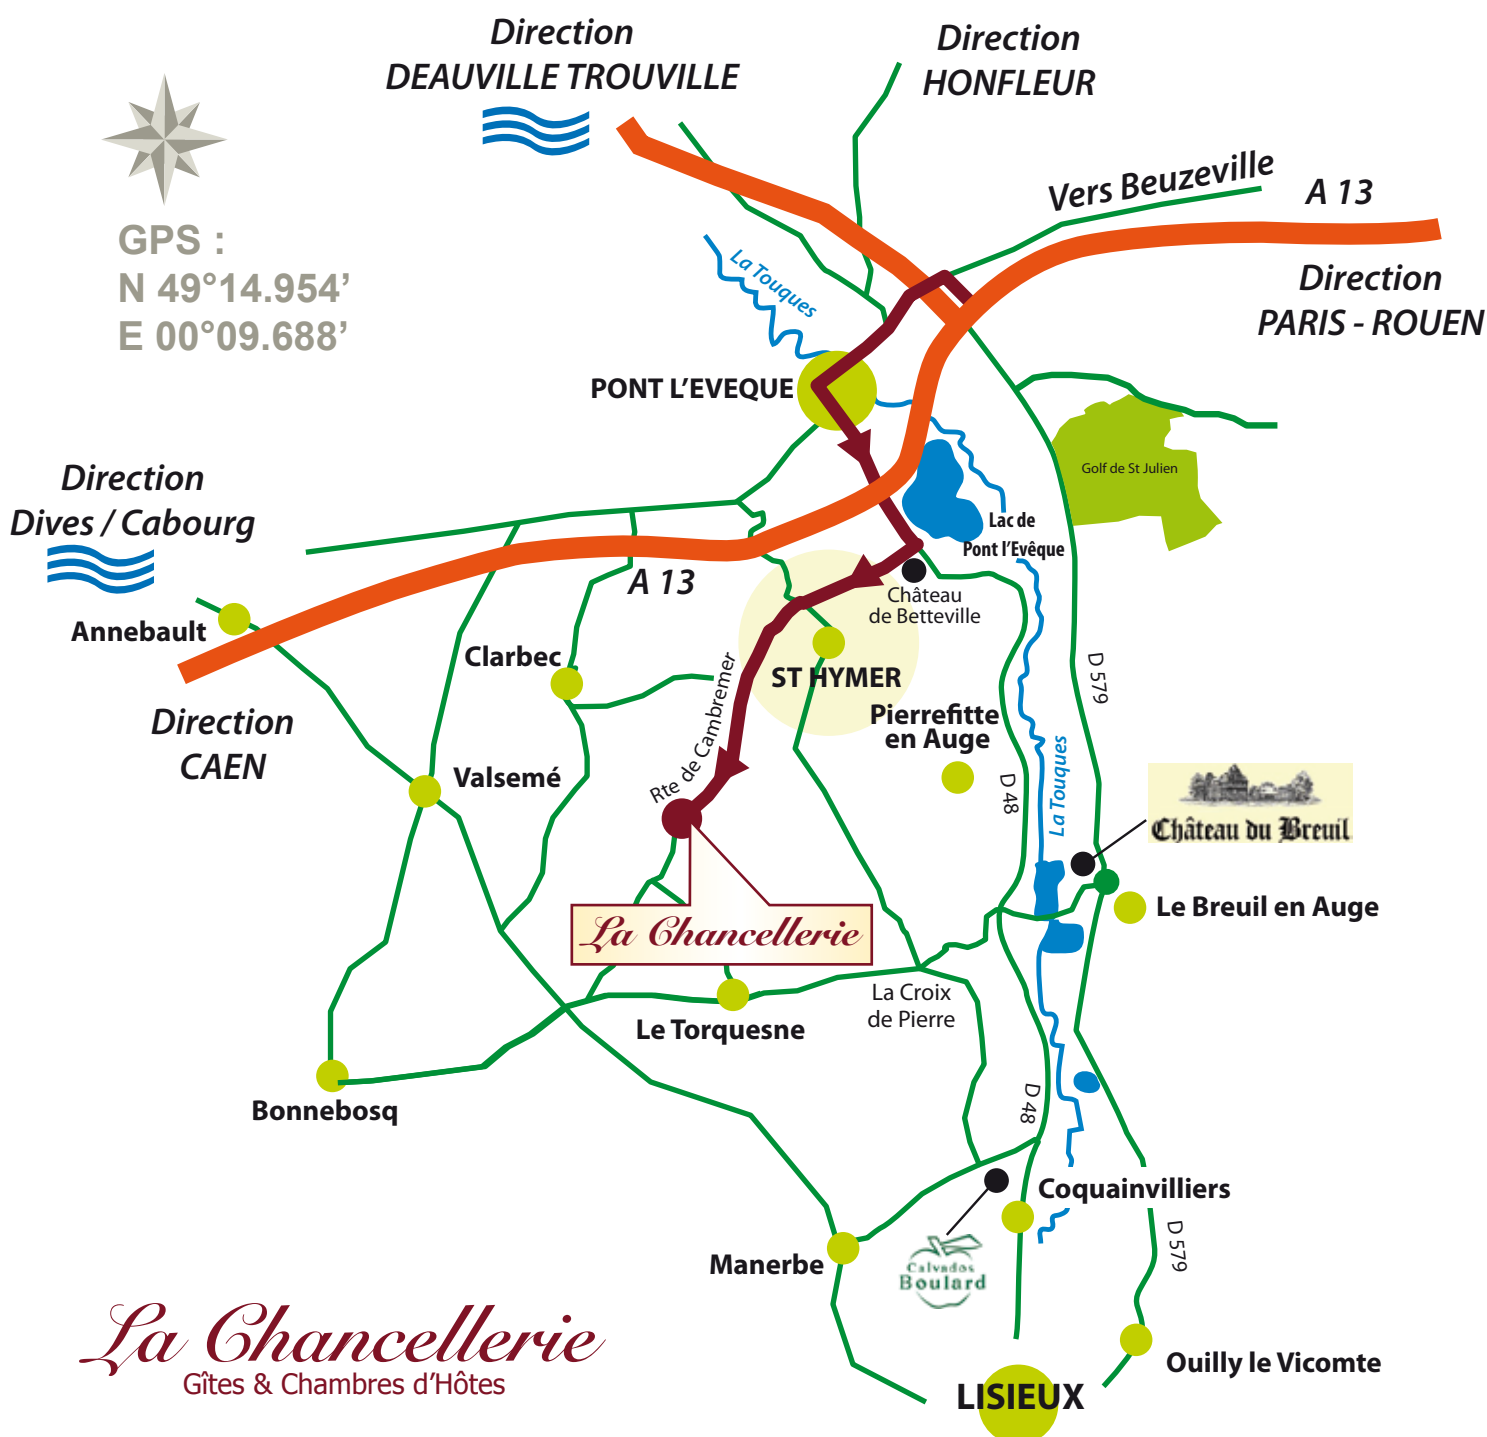 Direction
DEAUVILLE TROUVILLE
Direction
HONFLEUR
Vers Beuzeville
A 13
GPS :
N 49°14.954’
E 00°09.688’
La Touques
Direction
PARIS - ROUEN
PONT L’EVEQUE
Golf de St Julien
Direction
Dives / Cabourg
Lac de
Pont l’Evêque
A 13
Château
de Betteville
Annebault
Clarbec
ST HYMER
D 579
Rte de Cambremer
Pierrefitte
en Auge
Direction
CAEN
Valsemé
D 48
La Touques
Château du Breuil
Le Breuil en Auge
La Chancellerie
La Croix
de Pierre
Le Torquesne
Bonnebosq
D 48
Coquainvilliers
D 579
Manerbe
Calvados
Boulard
La Chancellerie
Gîtes & Chambres d’Hôtes
Ouilly le Vicomte
LISIEUX